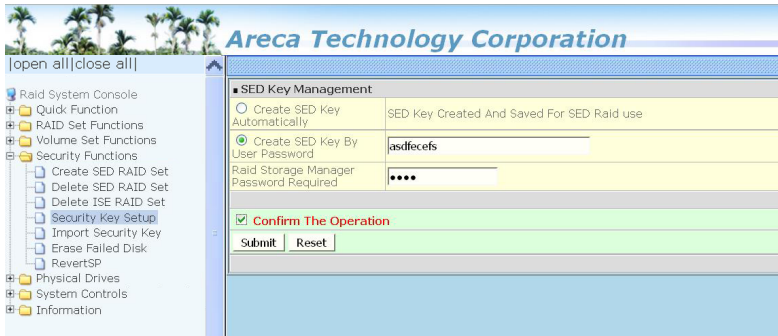 Areca Technology Corporation
|open all|close all|
Raid System Console
Quick Function
RAID Set Functions
Volume Set Functions
Security Functions
Create SED RAID Set
Delete SED RAID Set
Delete ISE RAID Set
Security Key Setup
Import Security Key
Erase Failed Disk
RevertSP
Physical Drives
System Controls
Information
SED Key Management
Create SED Key
Automatically
SED Key Created And Saved For SED Raid use
Create SED Key By
User Password
asdfecefs
Raid Storage Manager
Password Required
••••
Confirm The Operation
Submit Reset